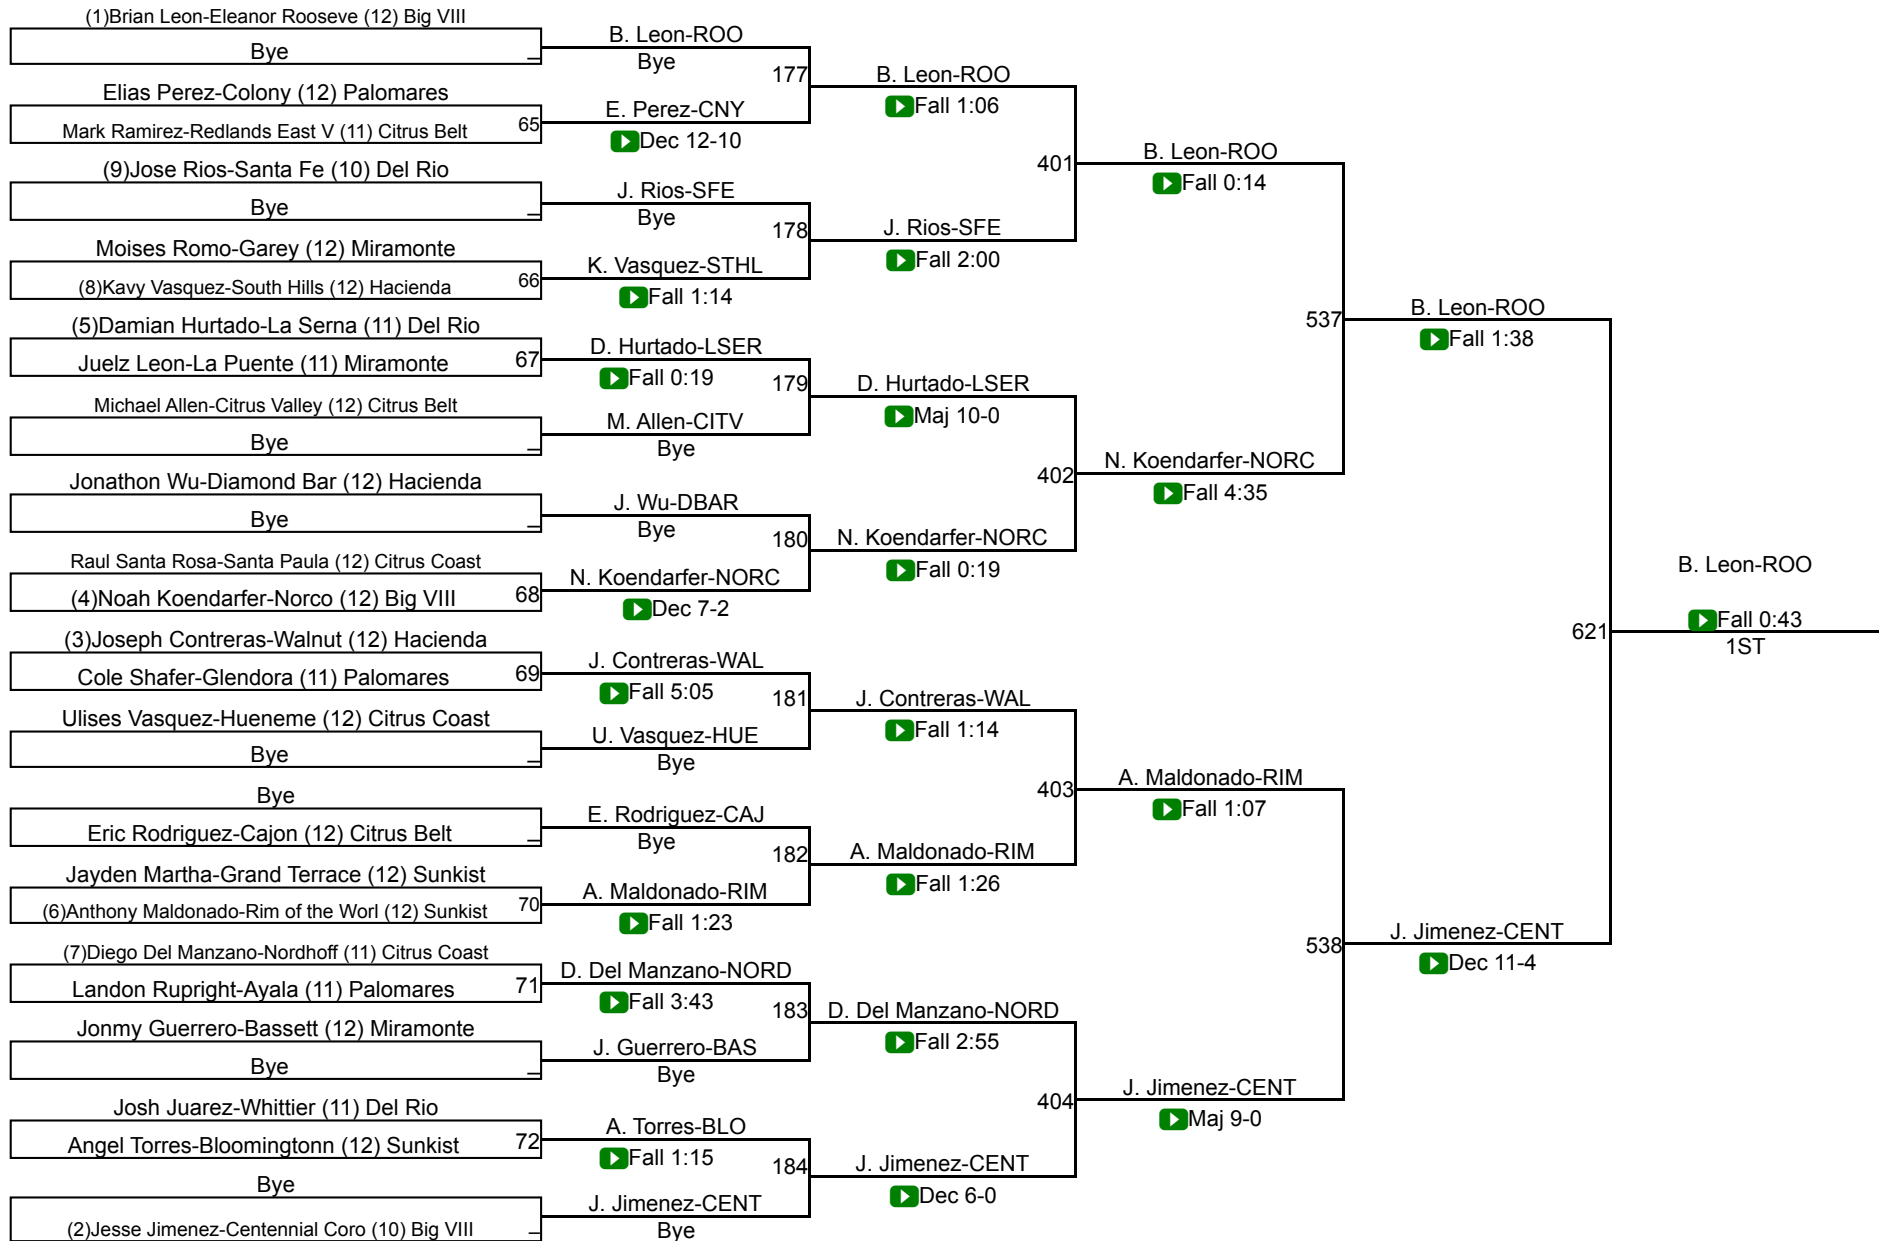 (1)Brian Leon-Eleanor Rooseve (12) Big VIII
Bye
Elias Perez-Colony (12) Palomares
Mark Ramirez-Redlands East V (11) Citrus Belt 65
(9)Jose Rios-Santa Fe (10) Del Rio
Bye
Moises Romo-Garey (12) Miramonte
(8)Kavy Vasquez-South Hills (12) Hacienda 66
(5)Damian Hurtado-La Serna (11) Del Rio
Juelz Leon-La Puente (11) Miramonte 67
Michael Allen-Citrus Valley (12) Citrus Belt
Bye
Jonathon Wu-Diamond Bar (12) Hacienda
Bye
Raul Santa Rosa-Santa Paula (12) Citrus Coast
(4)Noah Koendarfer-Norco (12) Big VIII 68
(3)Joseph Contreras-Walnut (12) Hacienda
Cole Shafer-Glendora (11) Palomares 69
Ulises Vasquez-Hueneme (12) Citrus Coast
Bye
Bye
Eric Rodriguez-Cajon (12) Citrus Belt
Jayden Martha-Grand Terrace (12) Sunkist
(6)Anthony Maldonado-Rim of the Worl (12) Sunkist 70
(7)Diego Del Manzano-Nordhoff (11) Citrus Coast
Landon Rupright-Ayala (11) Palomares 71
Jonmy Guerrero-Bassett (12) Miramonte
Bye
Josh Juarez-Whittier (11) Del Rio
Angel Torres-Bloomingtonn (12) Sunkist 72
Bye
(2)Jesse Jimenez-Centennial Coro (10) Big VIII
B. Leon-ROO
Bye
177
E. Perez-CNY
Dec 12-10
J. Rios-SFE
Bye
178
K. Vasquez-STHL
Fall 1:14
D. Hurtado-LSER
Fall 0:19
179
M. Allen-CITV
Bye
J. Wu-DBAR
Bye
180
N. Koendarfer-NORC
Dec 7-2
J. Contreras-WAL
Fall 5:05
181
U. Vasquez-HUE
Bye
E. Rodriguez-CAJ
Bye
182
A. Maldonado-RIM
Fall 1:23
D. Del Manzano-NORD
Fall 3:43
183
J. Guerrero-BAS
Bye
A. Torres-BLO
Fall 1:15
184
J. Jimenez-CENT
Bye
B. Leon-ROO
Fall 1:06
401
J. Rios-SFE
Fall 2:00
D. Hurtado-LSER
Maj 10-0
402
N. Koendarfer-NORC
Fall 0:19
J. Contreras-WAL
Fall 1:14
403
A. Maldonado-RIM
Fall 1:26
D. Del Manzano-NORD
Fall 2:55
404
J. Jimenez-CENT
Dec 6-0
B. Leon-ROO
Fall 0:14
537
N. Koendarfer-NORC
Fall 4:35
A. Maldonado-RIM
Fall 1:07
538
J. Jimenez-CENT
Maj 9-0
B. Leon-ROO
Fall 1:38
621
J. Jimenez-CENT
Dec 11-4
B. Leon-ROO
Fall 0:43
1ST